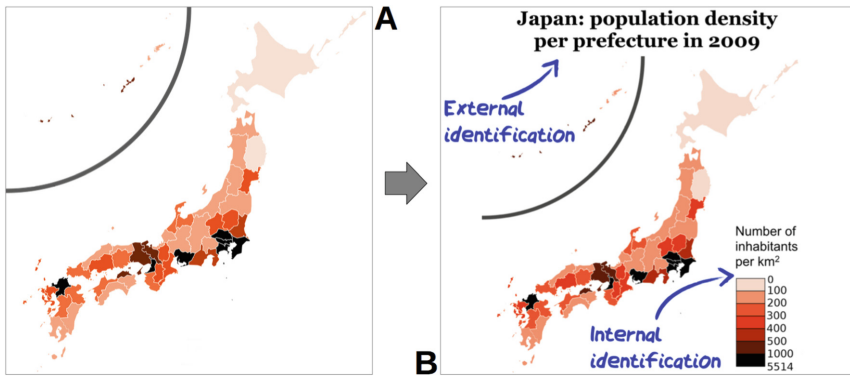 A
Japan: population density
per prefecture in 2009
External
identification
Number of
inhabitants
per km²
0
100
200
300
400
500
1000
5514
Internal
identification
B